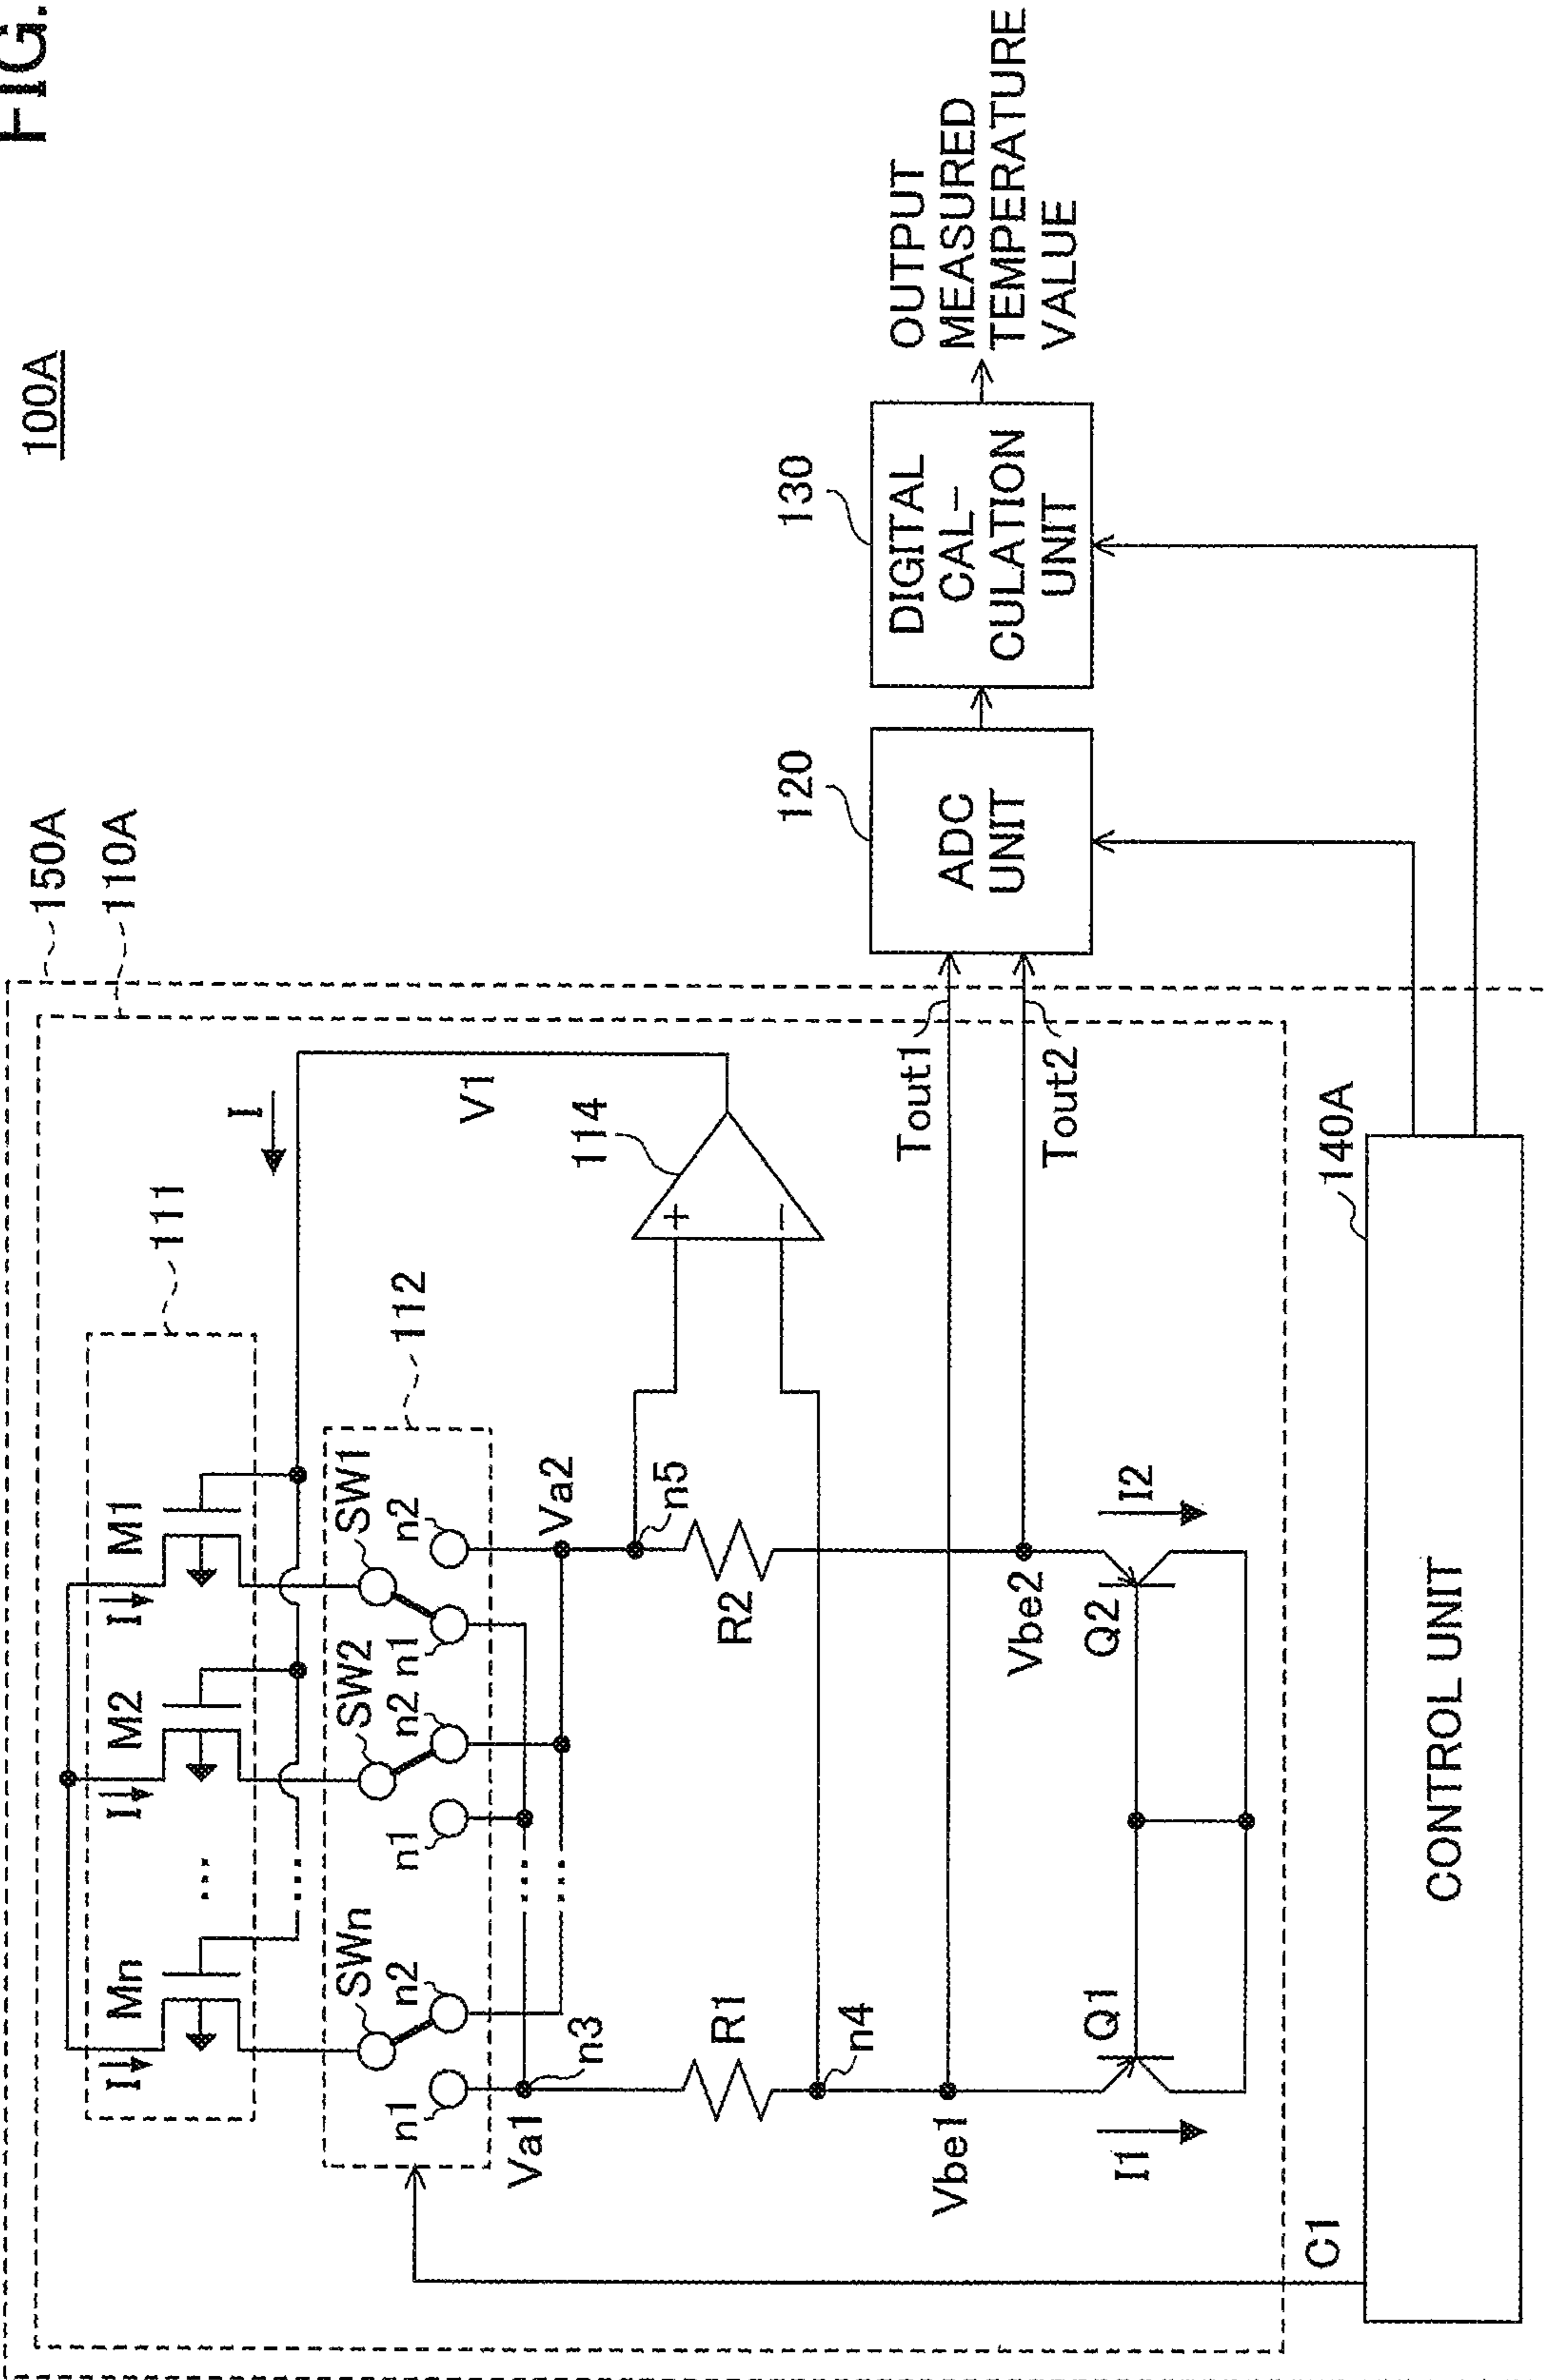 FIG.
100A
150A
110A
111
I
M1
M2
Mn
I
I
I
...
...
V1
112
SW1
SW2
SWn
n2
n1
n2
n1
n2
n1
...
...
Va1
n3
Va2
n5
114
+
−
R1
R2
n4
Tout1
Tout2
Vbe1
Vbe2
Q1
Q2
I1
I2
120
ADC
UNIT
130
DIGITAL
CAL-
CULATION
UNIT
OUTPUT
MEASURED
TEMPERATURE
VALUE
C1
140A
CONTROL UNIT